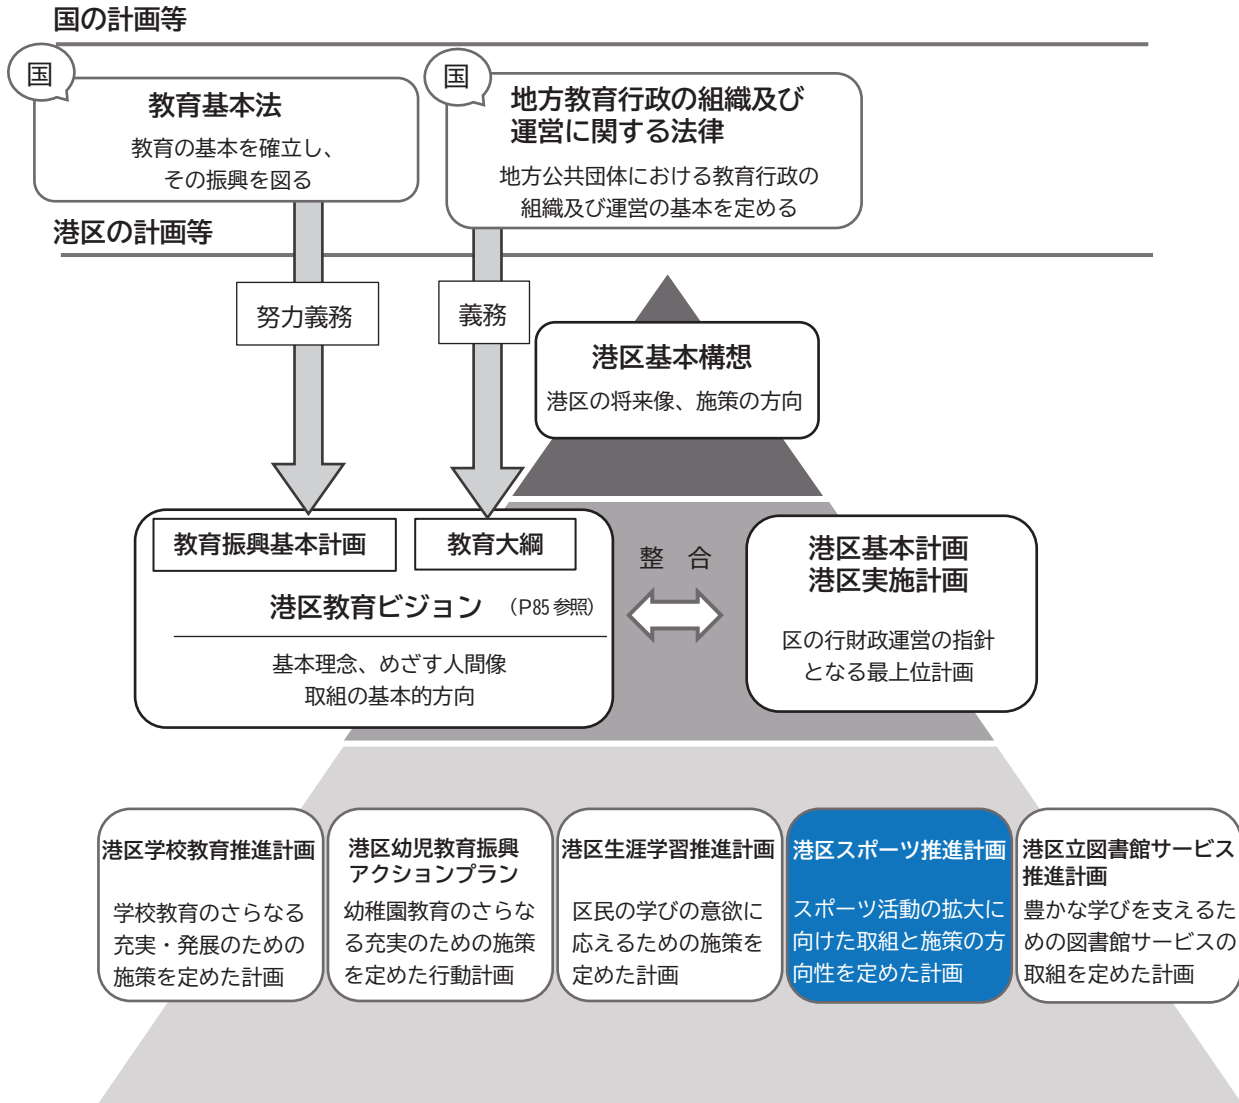 国の計画等
国
教育基本法
教育の基本を確立し、
その振興を図る
国
地方教育行政の組織及び
運営に関する法律
地方公共団体における教育行政の
組織及び運営の基本を定める
港区の計画等
努力義務
義務
港区基本構想
港区の将来像、施策の方向
教育振興基本計画
教育大綱
港区教育ビジョン （P85 参照）
基本理念、めざす人間像
取組の基本的方向
整 合
港区基本計画
港区実施計画
区の行財政運営の指針
となる最上位計画
港区学校教育推進計画
学校教育のさらなる
充実・発展のための
施策を定めた計画
港区幼児教育振興
アクションプラン
幼稚園教育のさらな
る充実のための施策
を定めた行動計画
港区生涯学習推進計画
区民の学びの意欲に
応えるための施策を
定めた計画
港区スポーツ推進計画
スポーツ活動の拡大に
向けた取組と施策の方
向性を定めた計画
港区立図書館サービス
推進計画
豊かな学びを支えるた
めの図書館サービスの
取組を定めた計画